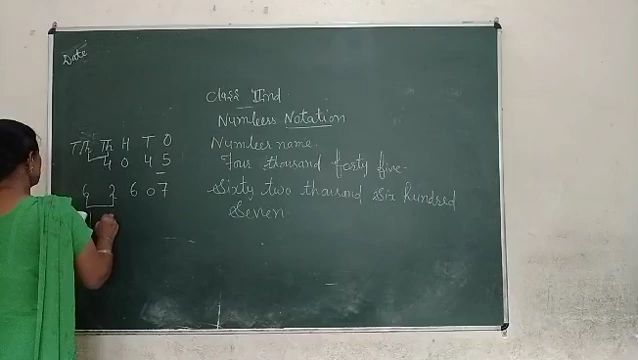 Date
Class IInd
Numbers Notation
T.Th Th H T O Number name.
4 0 4 5 Four thousand forty five.
6 2 6 0 7 Sixty two thousand Six hundred
Seven